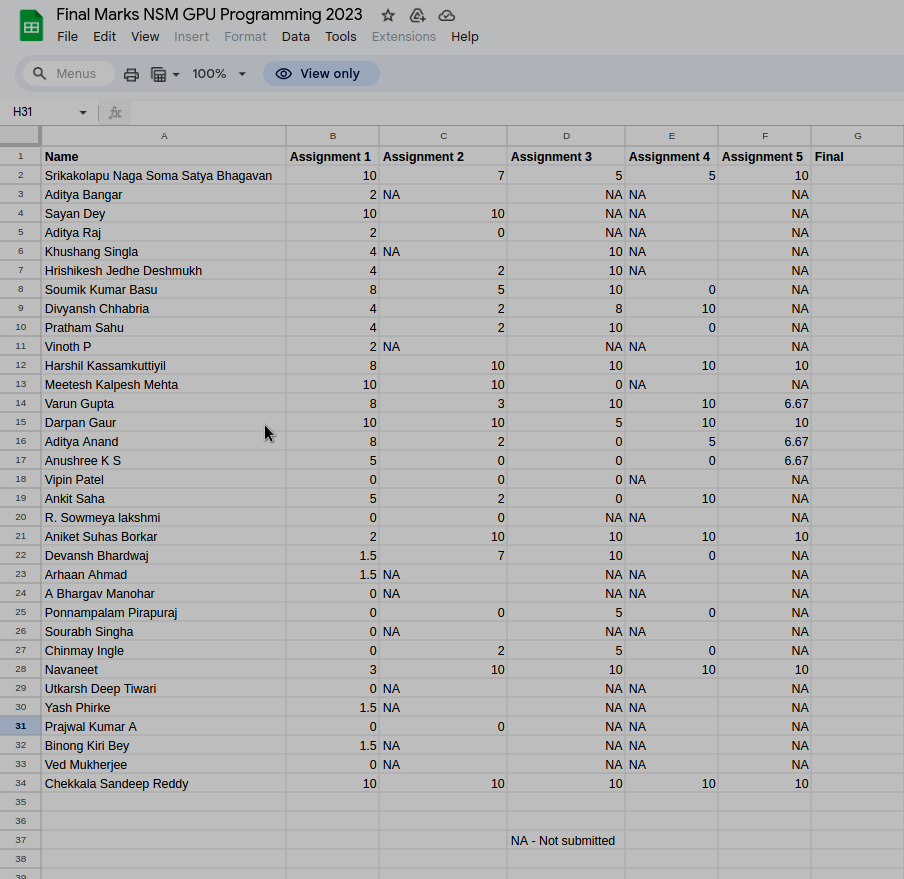 Final Marks NSM GPU Programming 2023
File Edit View Insert Format Data Tools Extensions Help
Menus 100% View only
H31 fx
A B C D E F G
1 Name Assignment 1 Assignment 2 Assignment 3 Assignment 4 Assignment 5 Final
2 Srikakolapu Naga Soma Satya Bhagavan 10 7 5 5 10
3 Aditya Bangar 2 NA NA NA NA
4 Sayan Dey 10 10 NA NA NA
5 Aditya Raj 2 0 NA NA NA
6 Khushang Singla 4 NA 10 NA NA
7 Hrishikesh Jedhe Deshmukh 4 2 10 NA NA
8 Soumik Kumar Basu 8 5 10 0 NA
9 Divyansh Chhabria 4 2 8 10 NA
10 Pratham Sahu 4 2 10 0 NA
11 Vinoth P 2 NA NA NA NA
12 Harshil Kassamkuttiyil 8 10 10 10 10
13 Meetesh Kalpesh Mehta 10 10 0 NA NA
14 Varun Gupta 8 3 10 10 6.67
15 Darpan Gaur 10 10 5 10 10
16 Aditya Anand 8 2 0 5 6.67
17 Anushree K S 5 0 0 0 6.67
18 Vipin Patel 0 0 0 NA NA
19 Ankit Saha 5 2 0 10 NA
20 R. Sowmeya lakshmi 0 0 NA NA NA
21 Aniket Suhas Borkar 2 10 10 10 10
22 Devansh Bhardwaj 1.5 7 10 0 NA
23 Arhaan Ahmad 1.5 NA NA NA NA
24 A Bhargav Manohar 0 NA NA NA NA
25 Ponnampalam Pirapuraj 0 0 5 0 NA
26 Sourabh Singha 0 NA NA NA NA
27 Chinmay Ingle 0 2 5 0 NA
28 Navaneet 3 10 10 10 10
29 Utkarsh Deep Tiwari 0 NA NA NA NA
30 Yash Phirke 1.5 NA NA NA NA
31 Prajwal Kumar A 0 0 NA NA NA
32 Binong Kiri Bey 1.5 NA NA NA NA
33 Ved Mukherjee 0 NA NA NA NA
34 Chekkala Sandeep Reddy 10 10 10 10 10
35
36
37 NA - Not submitted
38
39